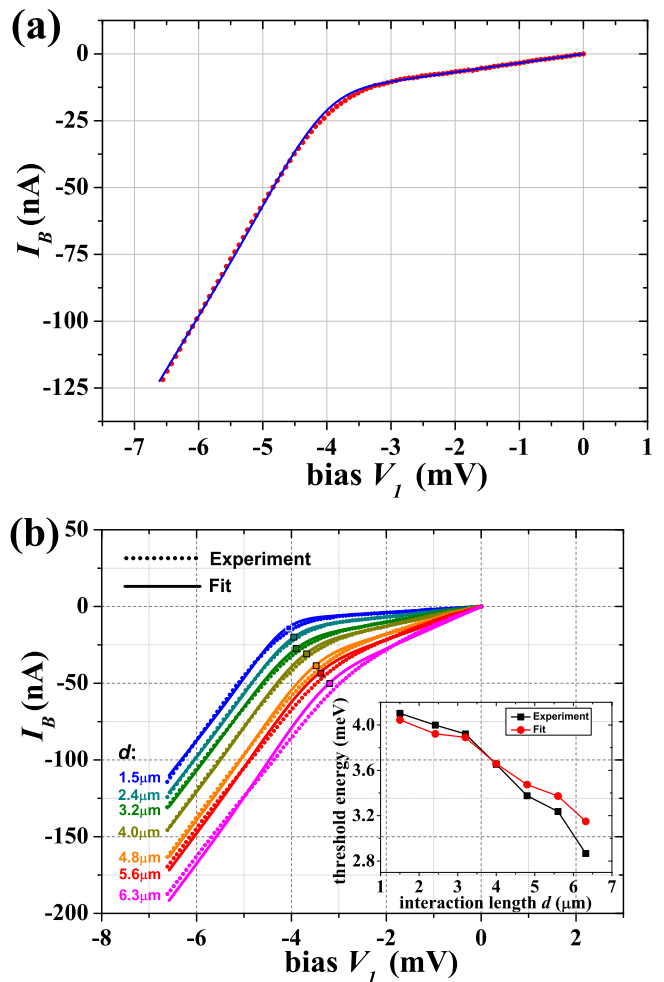 (a)
0
-25
-50
-75
-100
-125
I_B (nA)
-7 -6 -5 -4 -3 -2 -1 0 1
bias V_1 (mV)
(b)
50
0
-50
-100
-150
-200
I_B (nA)
Experiment
Fit
d:
1.5μm
2.4μm
3.2μm
4.0μm
4.8μm
5.6μm
6.3μm
threshold energy (meV)
4.0
3.6
3.2
2.8
Experiment
Fit
1 2 3 4 5 6 7
interaction length d (μm)
-8 -6 -4 -2 0 2
bias V_1 (mV)